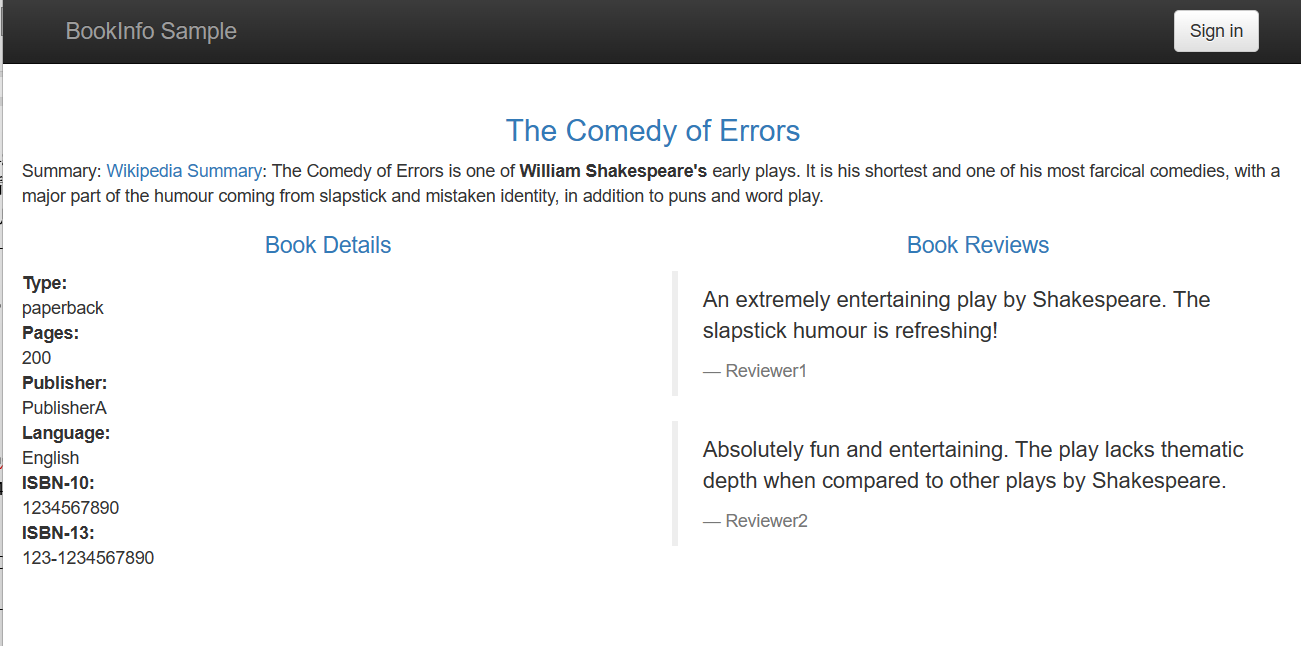 BookInfo Sample
Sign in
The Comedy of Errors
Summary: Wikipedia Summary: The Comedy of Errors is one of William Shakespeare's early plays. It is his shortest and one of his most farcical comedies, with a
major part of the humour coming from slapstick and mistaken identity, in addition to puns and word play.
Book Details
Type:
paperback
Pages:
200
Publisher:
PublisherA
Language:
English
ISBN-10:
1234567890
ISBN-13:
123-1234567890
Book Reviews
An extremely entertaining play by Shakespeare. The
slapstick humour is refreshing!
— Reviewer1
Absolutely fun and entertaining. The play lacks thematic
depth when compared to other plays by Shakespeare.
— Reviewer2